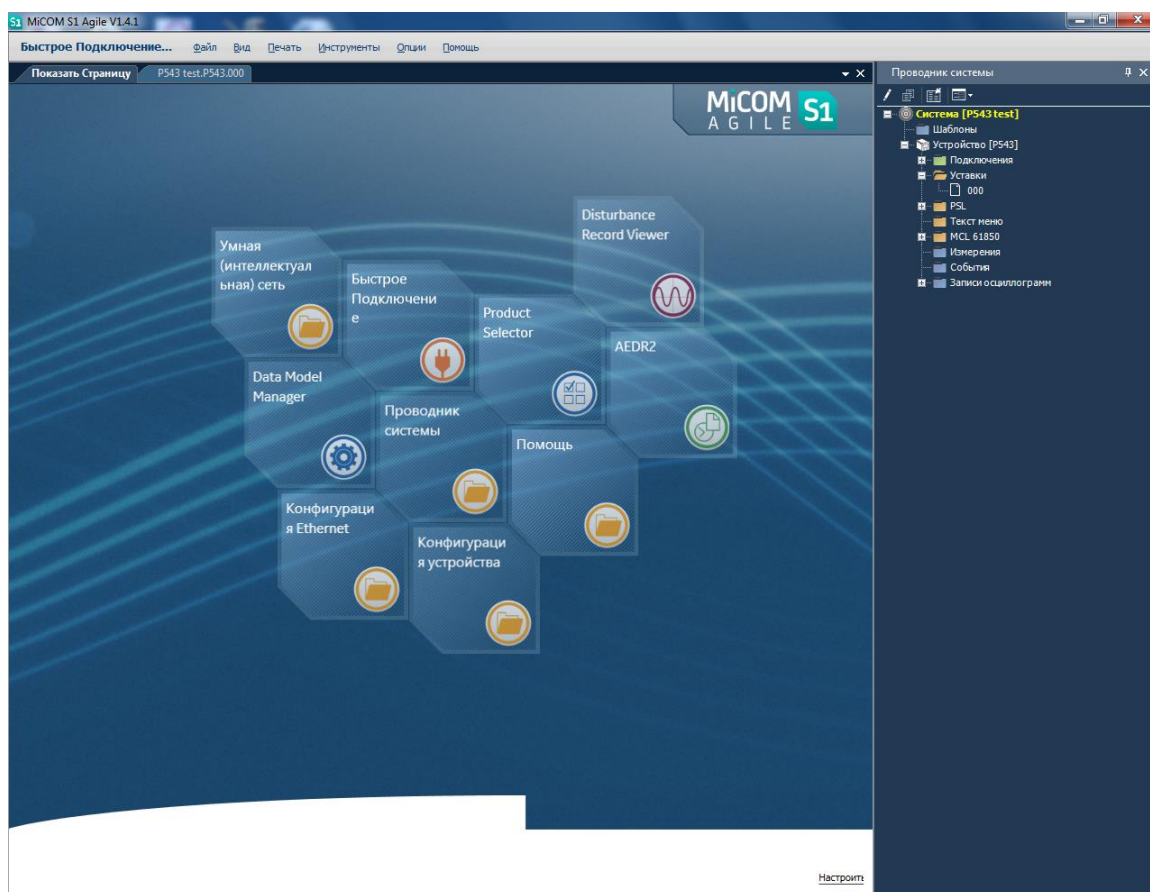 S1 MiCOM S1 Agile V1.4.1
Быстрое Подключение... Файл Вид Печать Инструменты Опции Помощь
Показать Страницу P543 test.P543.000
MiCOM
AGILE
S1
Disturbance
Record Viewer
Умная
(интеллектуал
ьная) сеть
Быстрое
Подключени
е
Product
Selector
AEDR2
Data Model
Manager
Проводник
системы
Помощь
Конфигураци
я Ethernet
Конфигураци
я устройства
Настроить
Проводник системы
Система [P543 test]
Шаблоны
Устройство [P543]
Подключения
Уставки
000
PSL
Текст меню
MCL 61850
Измерения
События
Записи осциллограмм